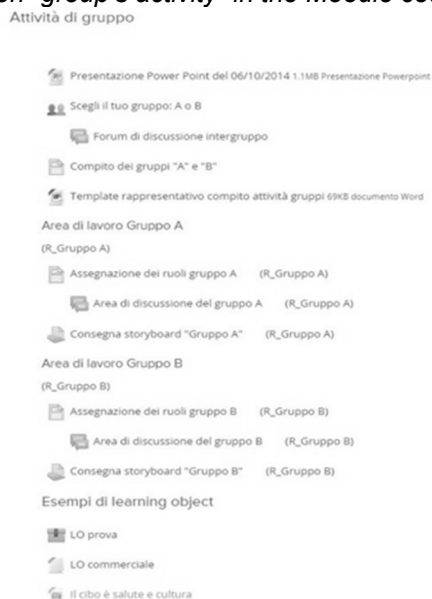 on "group's activity" in the Module cou
Attività di gruppo
Presentazione Power Point del 06/10/2014 1.1MB Presentazione Powerpoint
Scegli il tuo gruppo: A o B
Forum di discussione intergruppo
Compito dei gruppi "A" e "B"
Template rappresentativo compito attività gruppi 69KB documento Word
Area di lavoro Gruppo A
(R_Gruppo A)
Assegnazione dei ruoli gruppo A (R_Gruppo A)
Area di discussione del gruppo A (R_Gruppo A)
Consegna storyboard "Gruppo A" (R_Gruppo A)
Area di lavoro Gruppo B
(R_Gruppo B)
Assegnazione dei ruoli gruppo B (R_Gruppo B)
Area di discussione del gruppo B (R_Gruppo B)
Consegna storyboard "Gruppo B" (R_Gruppo B)
Esempi di learning object
LO prova
LO commerciale
Il cibo è salute e cultura